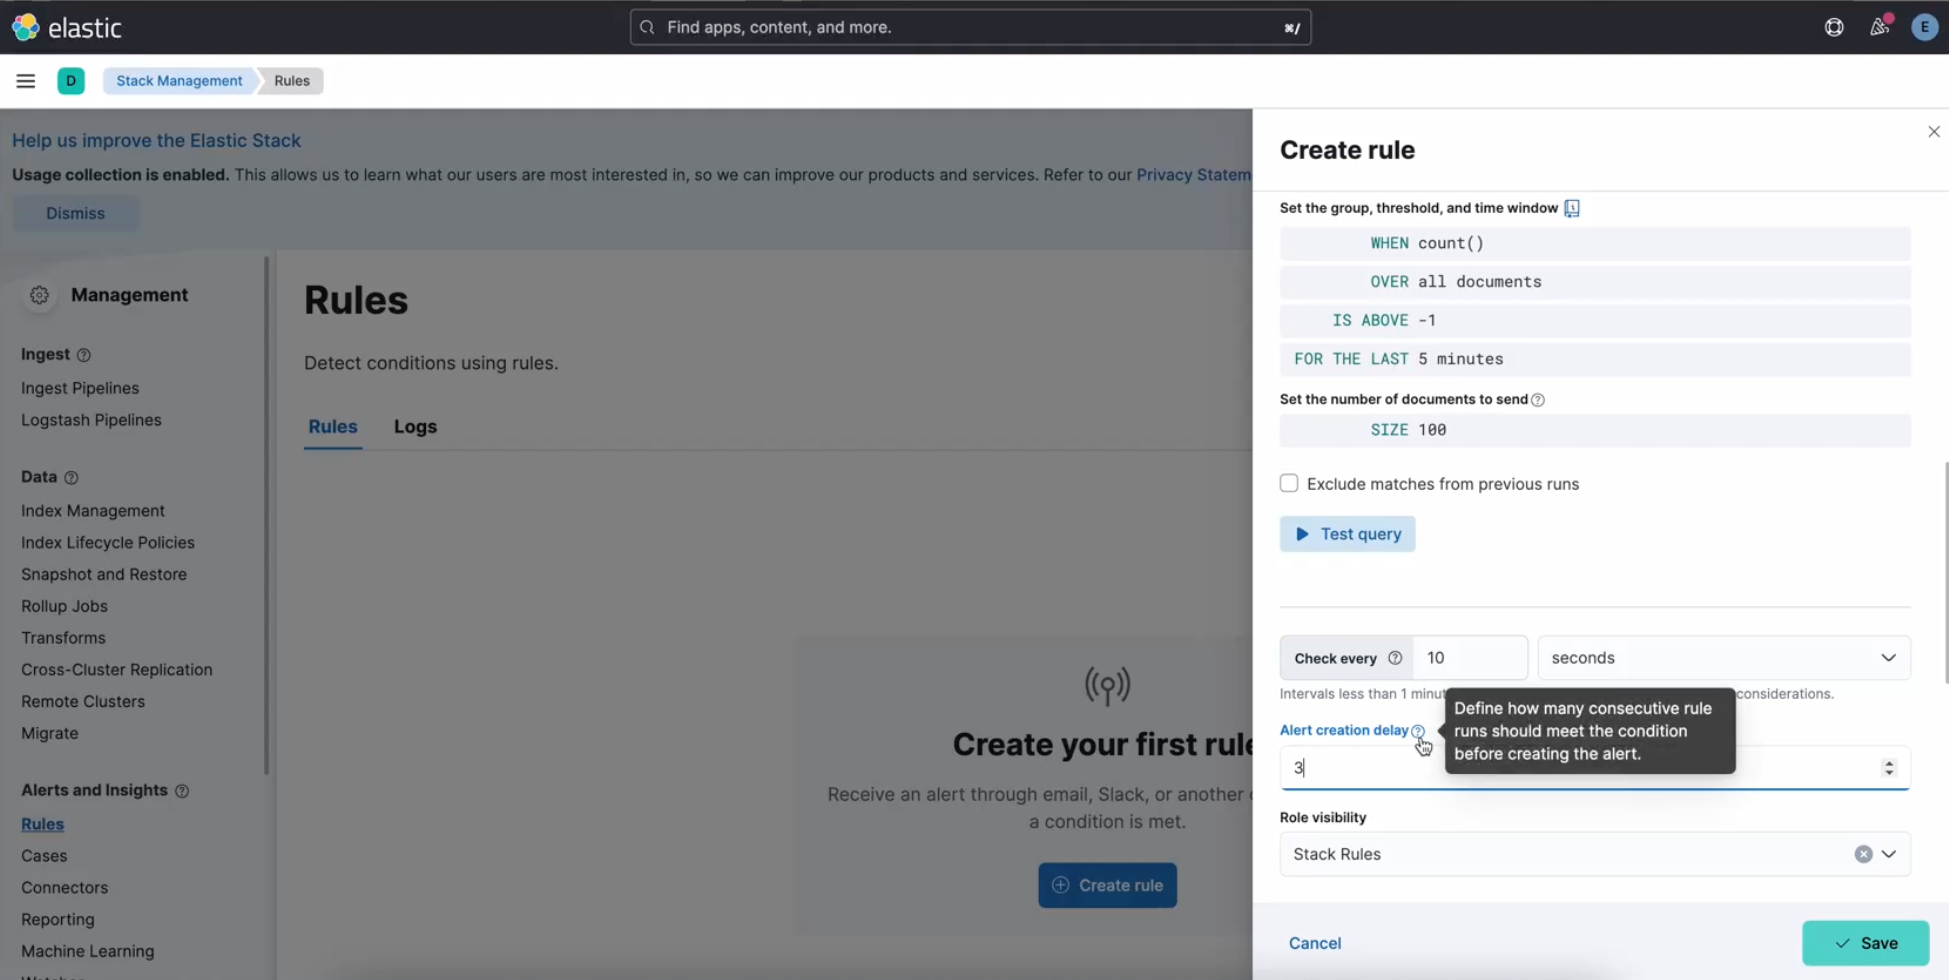 elastic
Find apps, content, and more.
⌘/
E
D
Stack Management
Rules
Help us improve the Elastic Stack
Usage collection is enabled. This allows us to learn what our users are most interested in, so we can improve our products and services. Refer to our Privacy Statem
Dismiss
Management
Ingest
Ingest Pipelines
Logstash Pipelines
Data
Index Management
Index Lifecycle Policies
Snapshot and Restore
Rollup Jobs
Transforms
Cross-Cluster Replication
Remote Clusters
Migrate
Alerts and Insights
Rules
Cases
Connectors
Reporting
Machine Learning
Rules
Detect conditions using rules.
Rules
Logs
Create your first rule
Receive an alert through email, Slack, or another
a condition is met.
Create rule
Create rule
Set the group, threshold, and time window
WHEN count()
OVER all documents
IS ABOVE -1
FOR THE LAST 5 minutes
Set the number of documents to send
SIZE 100
Exclude matches from previous runs
Test query
Check every 10 seconds
Intervals less than 1 minut considerations.
Alert creation delay
Define how many consecutive rule
runs should meet the condition
before creating the alert.
3
Role visibility
Stack Rules
Cancel
Save